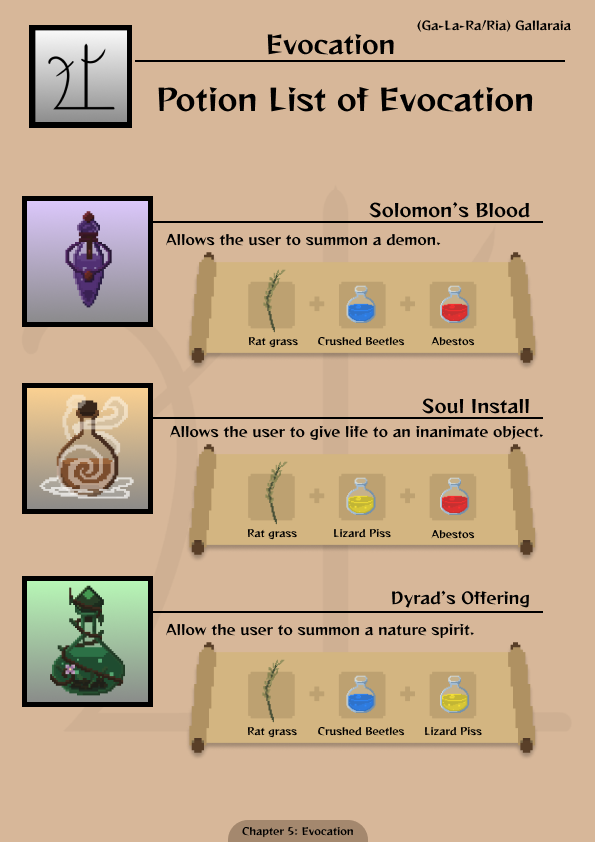 (Ga-La-Ra/Ria) Gallaraia
Evocation
Potion List of Evocation
Solomon's Blood
Allows the user to summon a demon.
Rat grass Crushed Beetles Abestos
Soul Install
Allows the user to give life to an inanimate object.
Rat grass Lizard Piss Abestos
Dyrad's Offering
Allow the user to summon a nature spirit.
Rat grass Crushed Beetles Lizard Piss
Chapter 5: Evocation